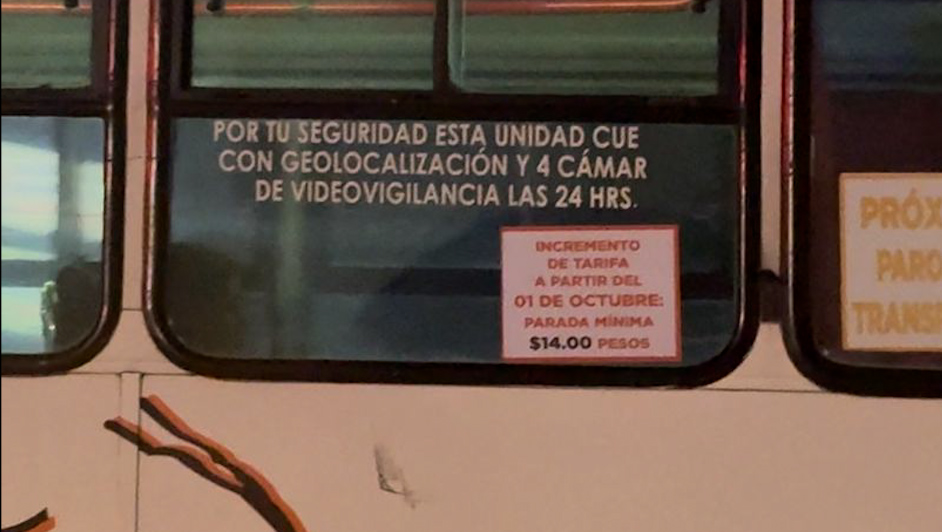 POR TU SEGURIDAD ESTA UNIDAD CUE
CON GEOLOCALIZACIÓN Y 4 CÁMAR
DE VIDEOVIGILANCIA LAS 24 HRS.
INCREMENTO
DE TARIFA
A PARTIR DEL
01 DE OCTUBRE:
PARADA MÍNIMA
$14.00 PESOS
PRÓX
PARO
TRANS